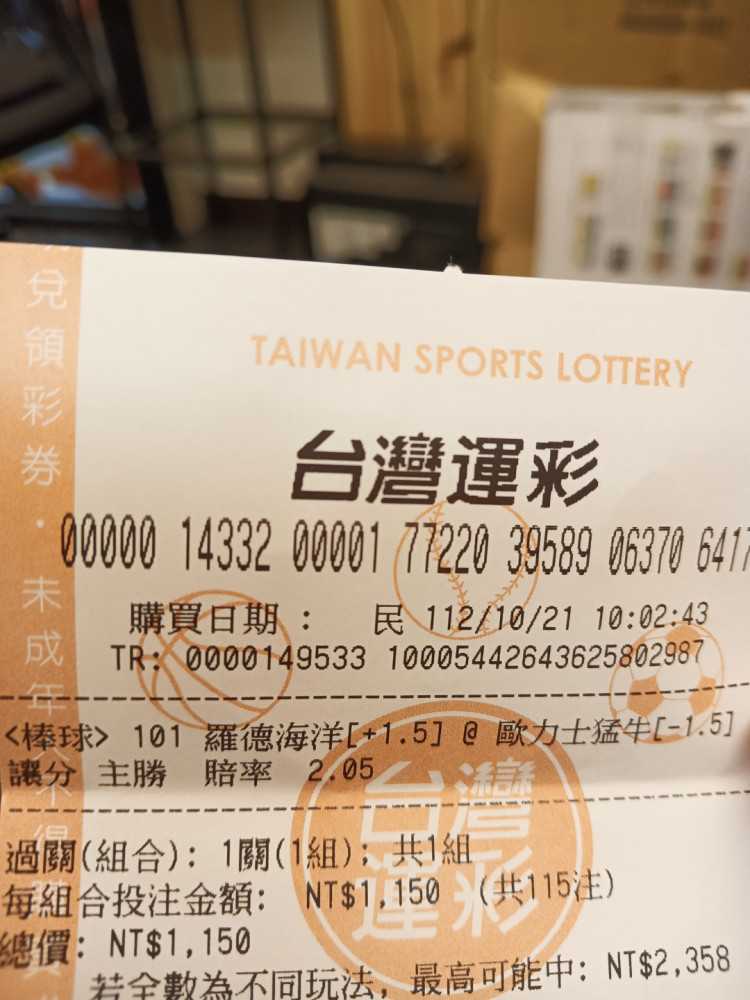 TAIWAN SPORTS LOTTERY
台灣運彩
00000 14332 00001 77220 39589 06370 6417
購買日期： 民 112/10/21 10:02:43
TR: 0000149533 10005442643625802987
<棒球> 101 羅德海洋[+1.5] @ 歐力士猛牛[-1.5]
讓分 主勝 賠率 2.05
過關(組合): 1關(1組); 共1組
每組合投注金額: NT$1,150 (共115注)
總價: NT$1,150
若全數為不同玩法, 最高可能中: NT$2,358
兌領彩券·未成年
台灣
運彩